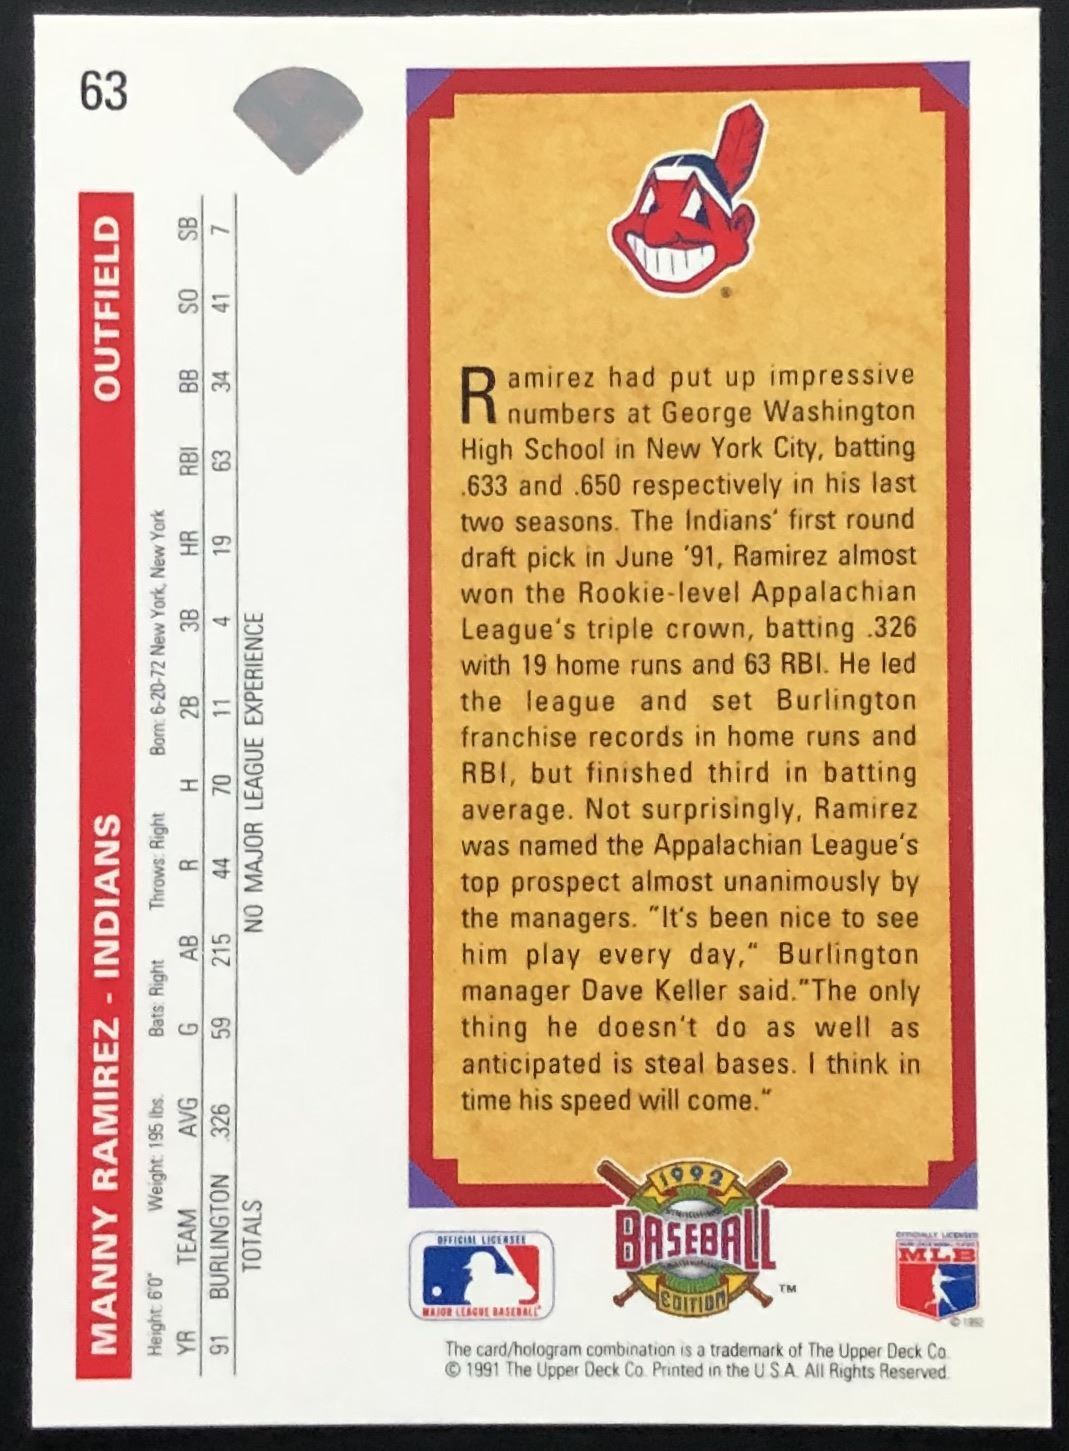 63
MANNY RAMIREZ - INDIANS OUTFIELD
Height: 6'0" Weight: 195 lbs. Bats: Right Throws: Right Born: 6-20-72 New York, New York
YR TEAM AVG G AB R H 2B 3B HR RBI BB SO SB
91 BURLINGTON .326 59 215 44 70 11 4 19 63 34 41 7
TOTALS NO MAJOR LEAGUE EXPERIENCE
Ramirez had put up impressive
numbers at George Washington
High School in New York City, batting
.633 and .650 respectively in his last
two seasons. The Indians' first round
draft pick in June '91, Ramirez almost
won the Rookie-level Appalachian
League's triple crown, batting .326
with 19 home runs and 63 RBI. He led
the league and set Burlington
franchise records in home runs and
RBI, but finished third in batting
average. Not surprisingly, Ramirez
was named the Appalachian League's
top prospect almost unanimously by
the managers. "It's been nice to see
him play every day," Burlington
manager Dave Keller said."The only
thing he doesn't do as well as
anticipated is steal bases. I think in
time his speed will come."
OFFICIAL LICENSEE
MAJOR LEAGUE BASEBALL
1992
BASEBALL
EDITION
TM
OFFICIALLY LICENSED
MLB
© 1992
The card/hologram combination is a trademark of The Upper Deck Co.
© 1991 The Upper Deck Co. Printed in the U.S.A. All Rights Reserved.